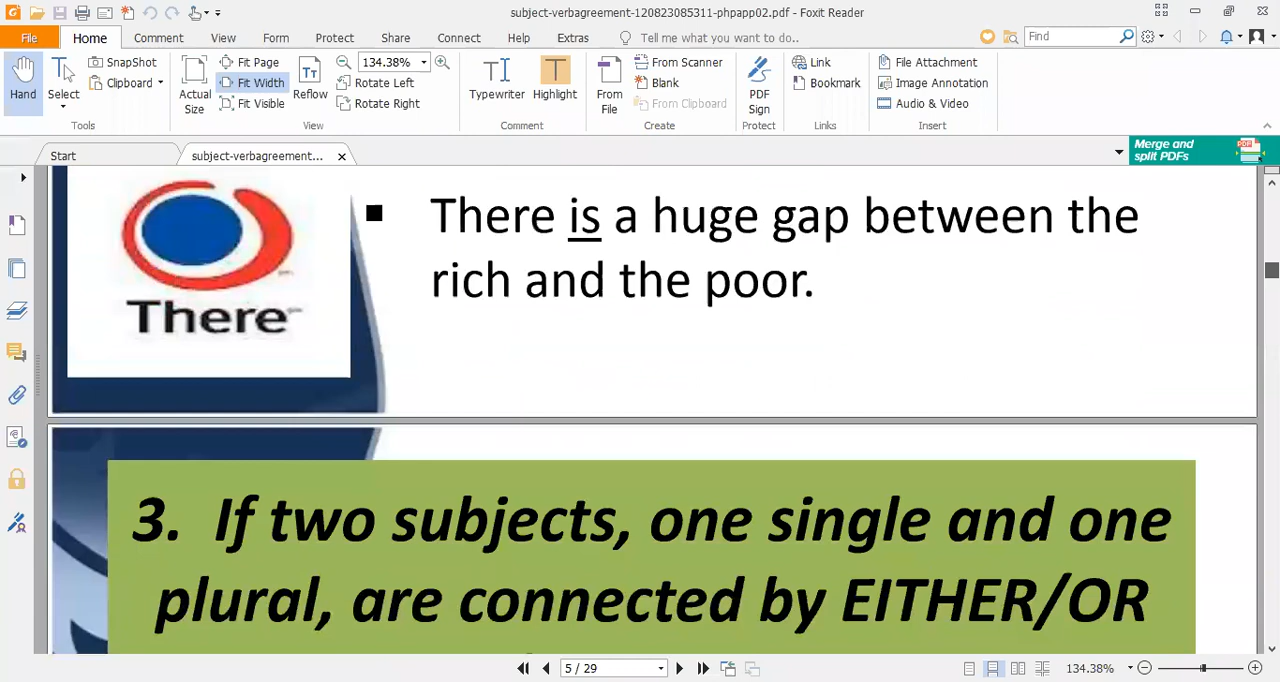 subject-verbagreement-120823085311-phpapp02.pdf - Foxit Reader
File Home Comment View Form Protect Share Connect Help Extras Tell me what you want to do.. Find
Hand
Select
SnapShot
Clipboard
Tools
Actual Size
Fit Page
Fit Width
Fit Visible
Reflow
134.38%
Rotate Left
Rotate Right
View
Typewriter
Highlight
Comment
From File
From Scanner
Blank
From Clipboard
Create
PDF Sign
Protect
Link
Bookmark
Links
File Attachment
Image Annotation
Audio & Video
Insert
Start
subject-verbagreement...
Merge and
split PDFs
There
There is a huge gap between the
rich and the poor.
3. If two subjects, one single and one
plural, are connected by EITHER/OR
5 / 29
134.38%